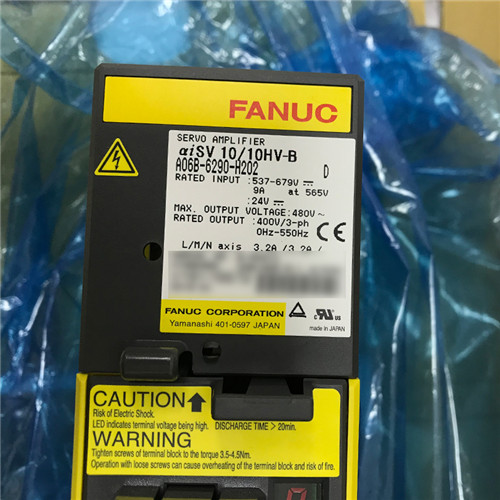 FANUC
SERVO AMPLIFIER
αiSV 10/10HV-B
A06B-6290-H202 D
RATED INPUT :537-679V ⎓
9A at 565V
:24V ⎓
MAX. OUTPUT VOLTAGE:480V ~
RATED OUTPUT :400V/3-ph
0Hz-550Hz
CE
L/M/N axis 3.2A /3.2A /
FANUC CORPORATION
Yamanashi 401-0597 JAPAN
c RU US
made in JAPAN
CAUTION
Risk of Electric Shock.
LED indicates terminal voltage being high. DISCHARGE TIME > 20min.
WARNING
Tighten screws of terminal block to the torque 3.5-4.5Nm.
Operation with loose screws can cause overheating of the terminal block and risk of fire.